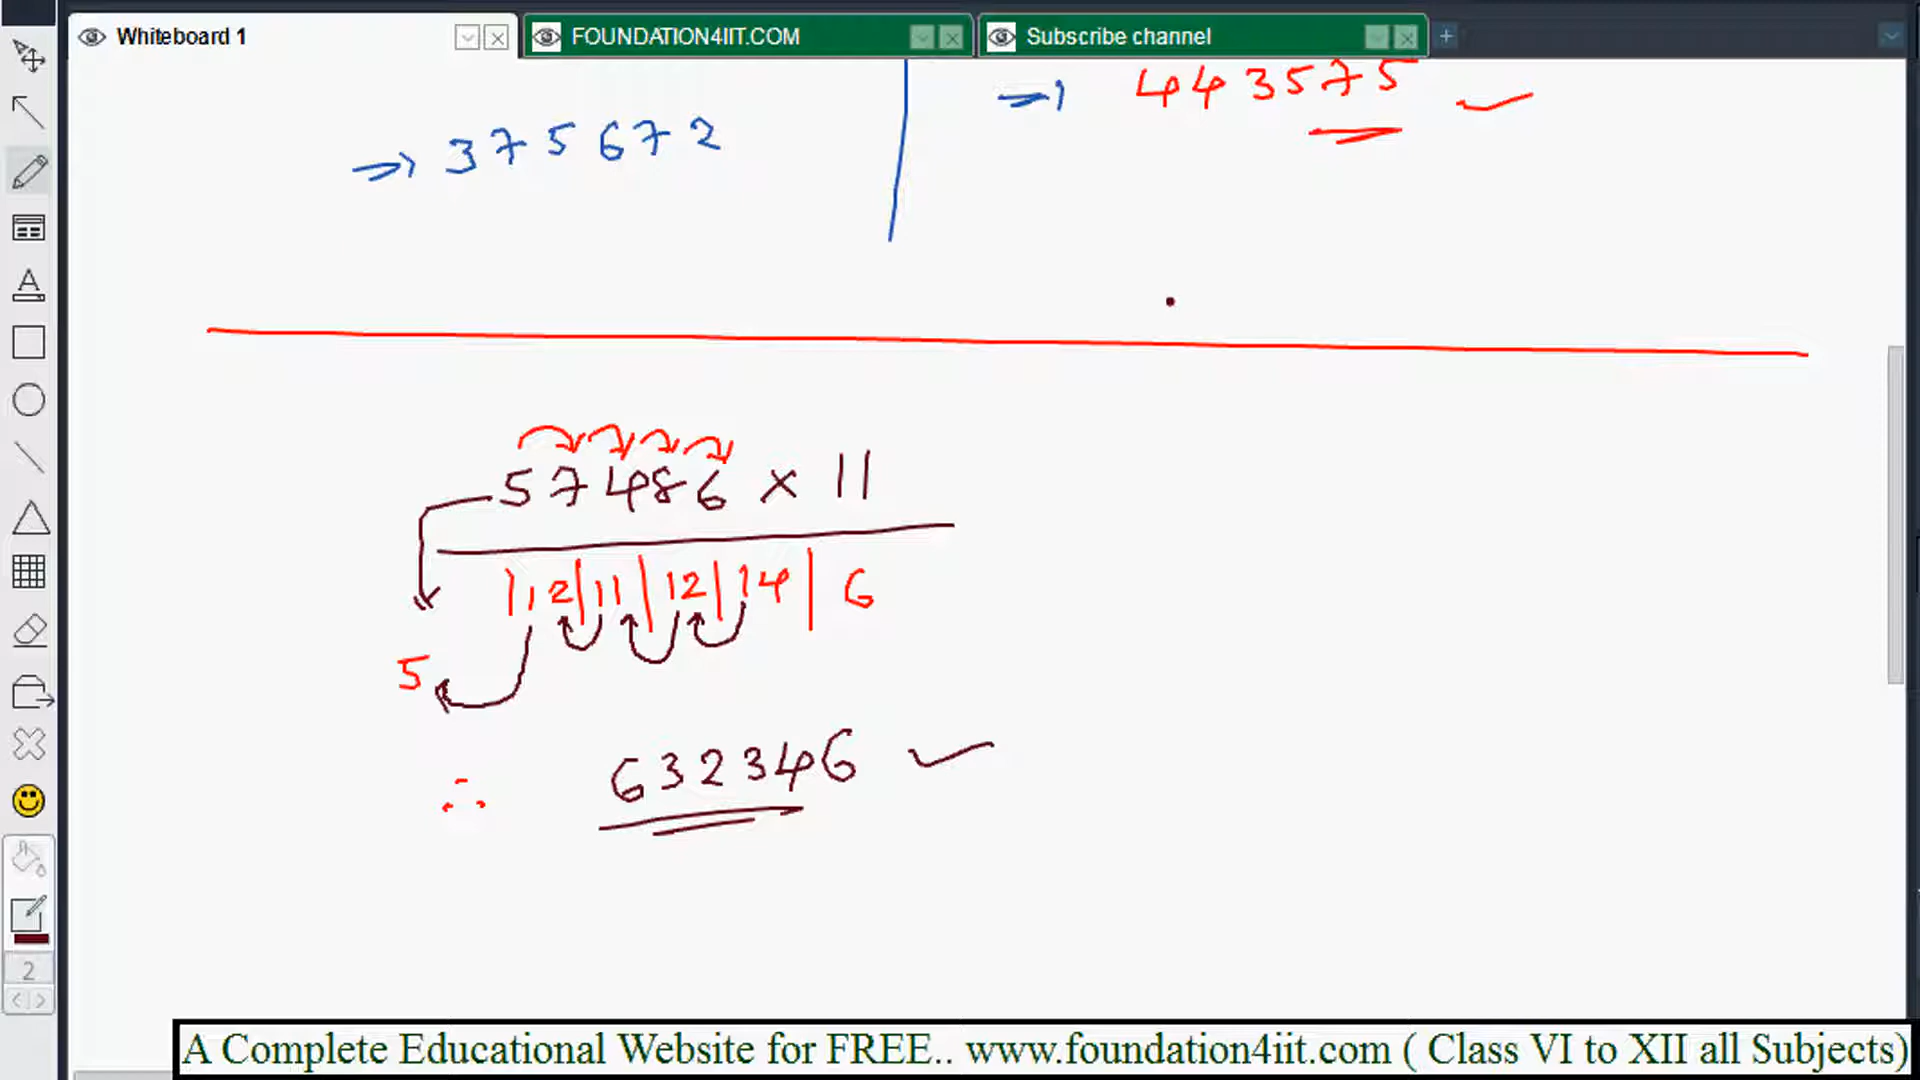 Whiteboard 1
FOUNDATION4IIT.COM
Subscribe channel
⇒ 375672
⇒ 443575
57486 × 11
|12|11|12|14|6
5
∴ 632346
2
A Complete Educational Website for FREE.. www.foundation4iit.com ( Class VI to XII all Subjects)